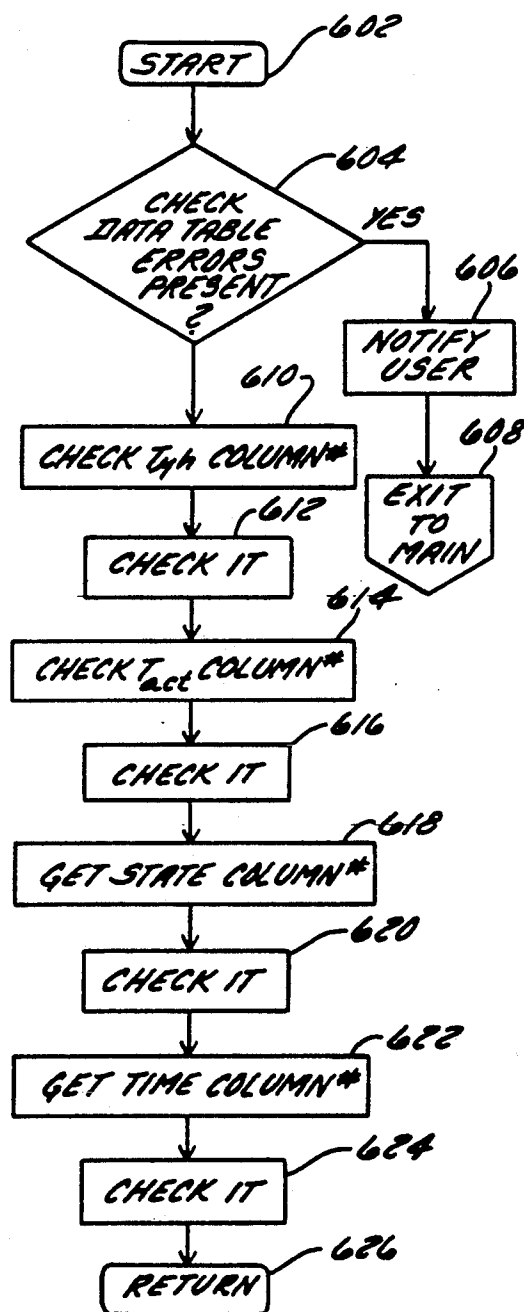 602
START
604
CHECK
DATA TABLE
ERRORS
PRESENT
?
YES
606
NOTIFY
USER
608
EXIT
TO
MAIN
610
CHECK Tyh COLUMN#
612
CHECK IT
614
CHECK Tact COLUMN#
616
CHECK IT
618
GET STATE COLUMN#
620
CHECK IT
622
GET TIME COLUMN#
624
CHECK IT
626
RETURN